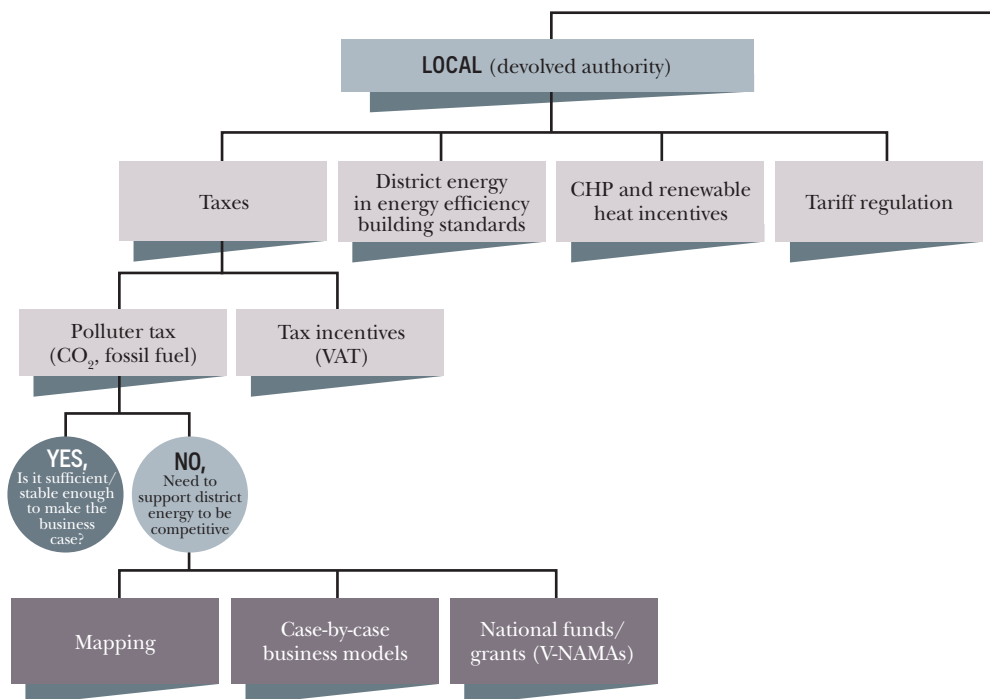 LOCAL (devolved authority)
Taxes
District energy
in energy efficiency
building standards
CHP and renewable
heat incentives
Tariff regulation
Polluter tax
(CO₂, fossil fuel)
Tax incentives
(VAT)
YES,
Is it sufficient/
stable enough
to make the
business
case?
NO,
Need to
support district
energy to be
competitive
Mapping
Case-by-case
business models
National funds/
grants (V-NAMAs)